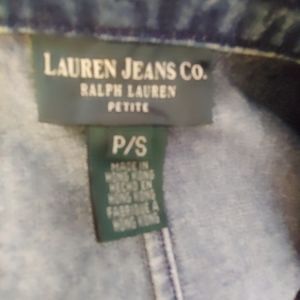 LAUREN JEANS CO.
RALPH LAUREN
PETITE
P/S
MADE IN
HONG KONG
HECHO EN
HONG KONG
FABRIQUE A
HONG KONG